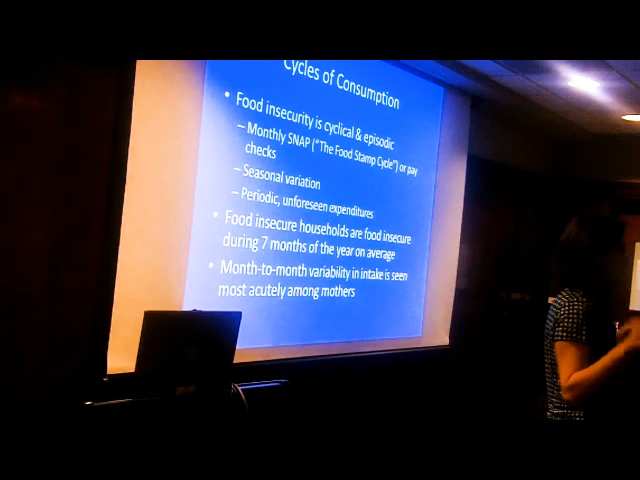 Cycles of Consumption
• Food insecurity is cyclical & episodic
– Monthly SNAP ("The Food Stamp Cycle") or pay
checks
– Seasonal variation
– Periodic, unforeseen expenditures
• Food insecure households are food insecure
during 7 months of the year on average
• Month-to-month variability in intake is seen
most acutely among mothers